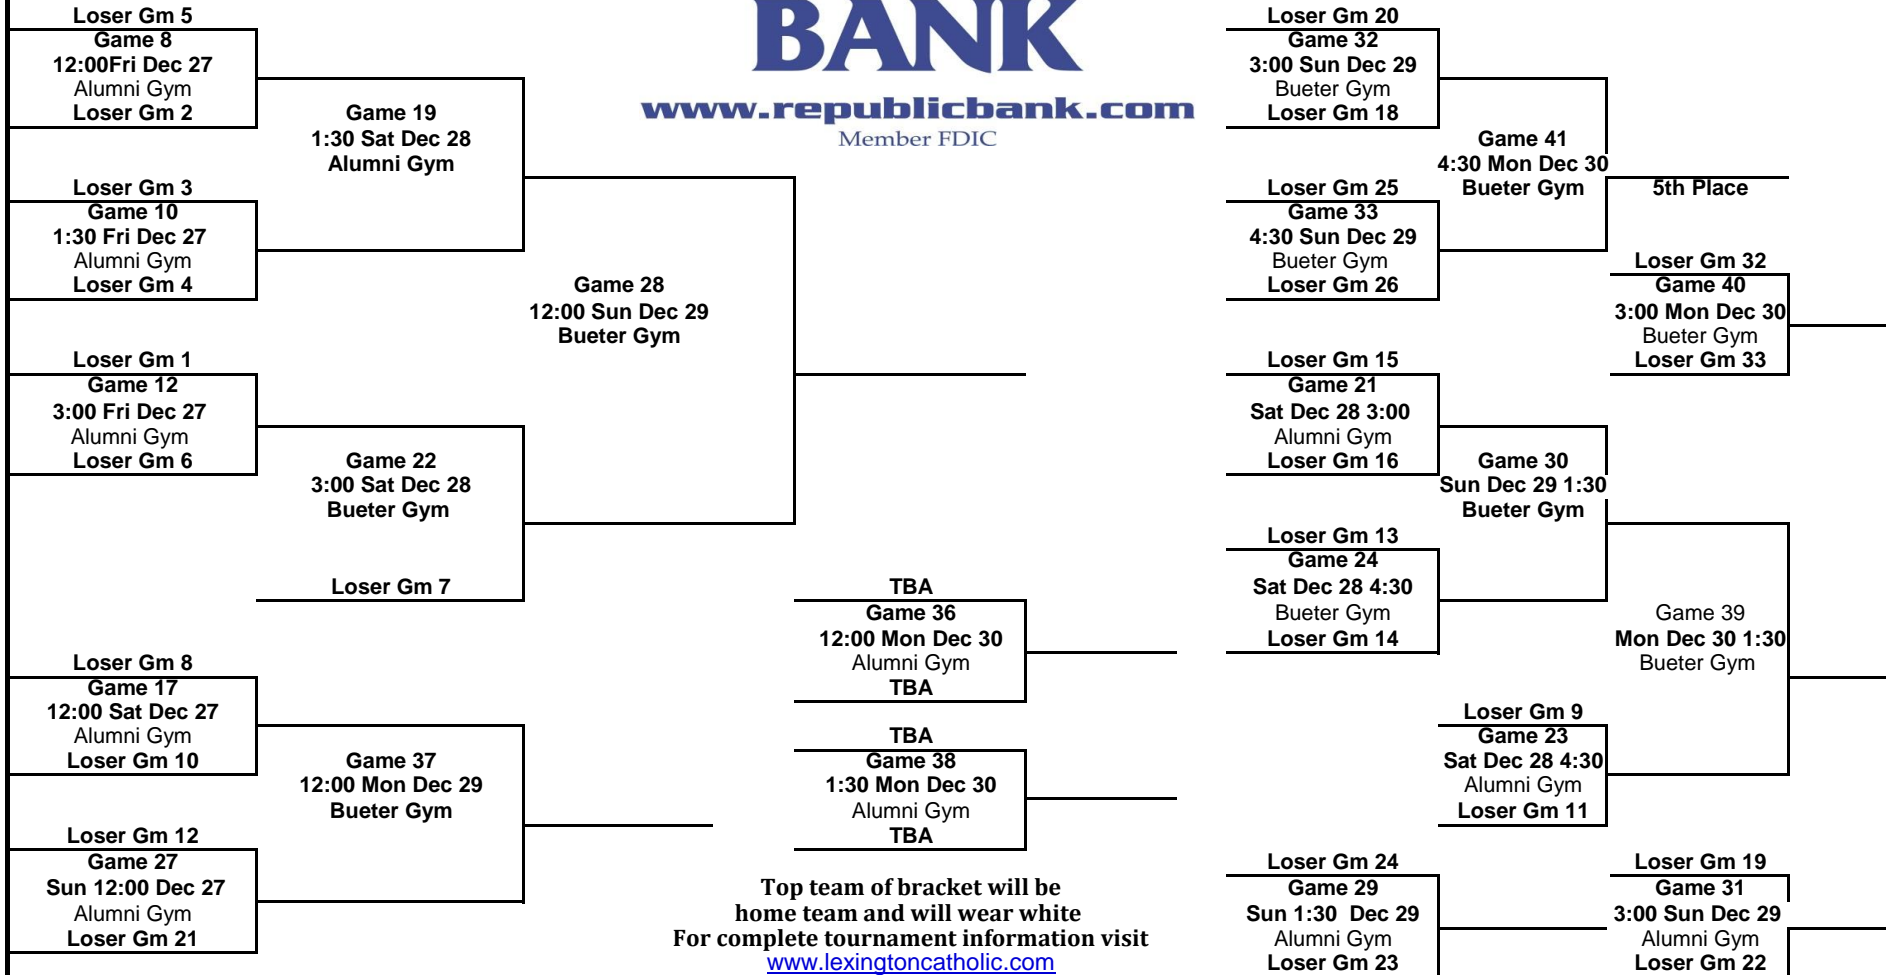 Loser Gm 5
Game 8
12:00Fri Dec 27
Alumni Gym
Loser Gm 2
Game 19
1:30 Sat Dec 28
Alumni Gym
Loser Gm 3
Game 10
1:30 Fri Dec 27
Alumni Gym
Loser Gm 4
Game 28
12:00 Sun Dec 29
Bueter Gym
Loser Gm 1
Game 12
3:00 Fri Dec 27
Alumni Gym
Loser Gm 6
Game 22
3:00 Sat Dec 28
Bueter Gym
Loser Gm 7
Loser Gm 8
Game 17
12:00 Sat Dec 27
Alumni Gym
Loser Gm 10
Game 37
12:00 Mon Dec 29
Bueter Gym
Loser Gm 12
Game 27
Sun 12:00 Dec 27
Alumni Gym
Loser Gm 21
BANK
www.republicbank.com
Member FDIC
TBA
Game 36
12:00 Mon Dec 30
Alumni Gym
TBA
TBA
Game 38
1:30 Mon Dec 30
Alumni Gym
TBA
Top team of bracket will be
home team and will wear white
For complete tournament information visit
www.lexingtoncatholic.com
Loser Gm 20
Game 32
3:00 Sun Dec 29
Bueter Gym
Loser Gm 18
Game 41
4:30 Mon Dec 30
Bueter Gym
5th Place
Loser Gm 25
Game 33
4:30 Sun Dec 29
Bueter Gym
Loser Gm 26
Loser Gm 32
Game 40
3:00 Mon Dec 30
Bueter Gym
Loser Gm 33
Loser Gm 15
Game 21
Sat Dec 28 3:00
Alumni Gym
Loser Gm 16
Game 30
Sun Dec 29 1:30
Bueter Gym
Loser Gm 13
Game 24
Sat Dec 28 4:30
Bueter Gym
Loser Gm 14
Game 39
Mon Dec 30 1:30
Bueter Gym
Loser Gm 9
Game 23
Sat Dec 28 4:30
Alumni Gym
Loser Gm 11
Loser Gm 24
Game 29
Sun 1:30 Dec 29
Alumni Gym
Loser Gm 23
Loser Gm 19
Game 31
3:00 Sun Dec 29
Alumni Gym
Loser Gm 22